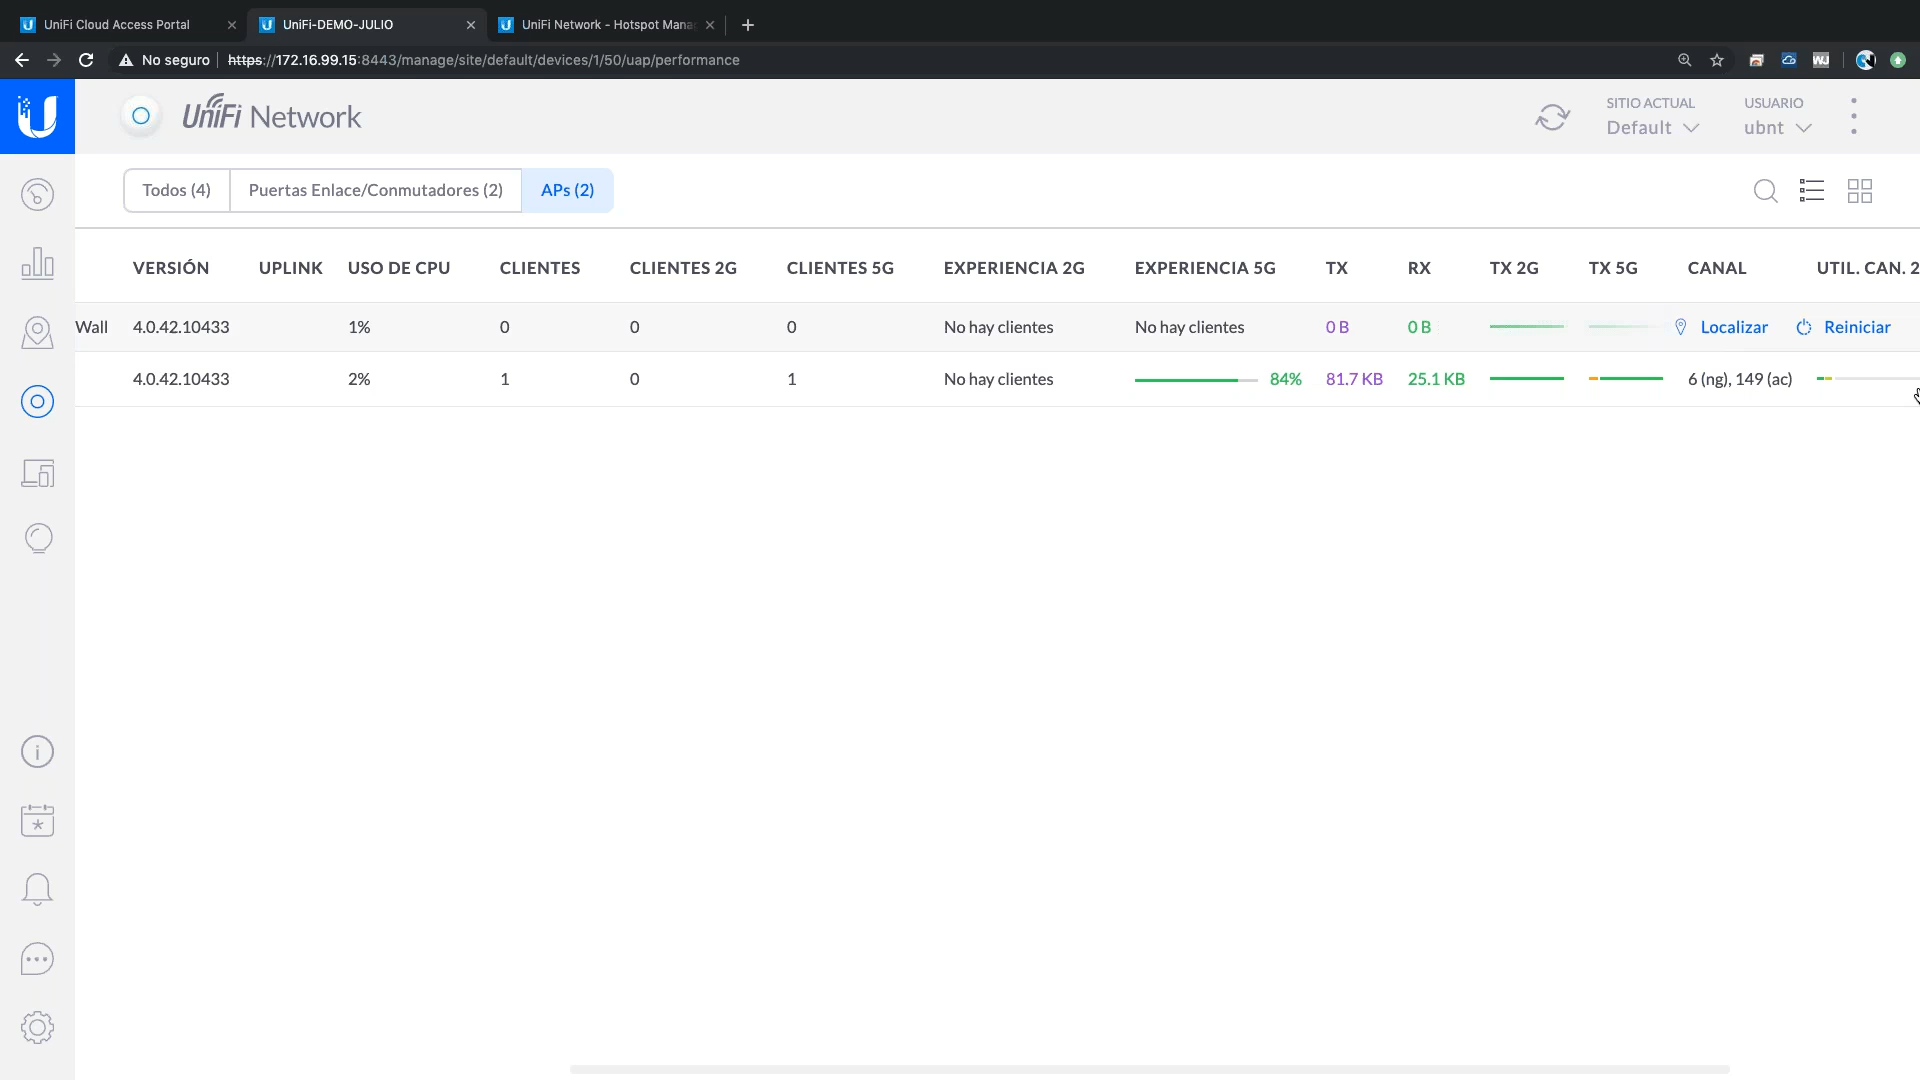 UniFi Cloud Access Portal
UniFi-DEMO-JULIO
UniFi Network - Hotspot Mana
No seguro
https://172.16.99.15:8443/manage/site/default/devices/1/50/uap/performance
WJ
UniFi Network
SITIO ACTUAL
Default
USUARIO
ubnt
Todos (4)
Puertas Enlace/Conmutadores (2)
APs (2)
VERSIÓN UPLINK USO DE CPU CLIENTES CLIENTES 2G CLIENTES 5G EXPERIENCIA 2G EXPERIENCIA 5G TX RX TX 2G TX 5G CANAL UTIL. CAN. 2
Wall 4.0.42.10433 1% 0 0 0 No hay clientes No hay clientes 0 B 0 B Localizar Reiniciar
4.0.42.10433 2% 1 0 1 No hay clientes 84% 81.7 KB 25.1 KB 6 (ng), 149 (ac)